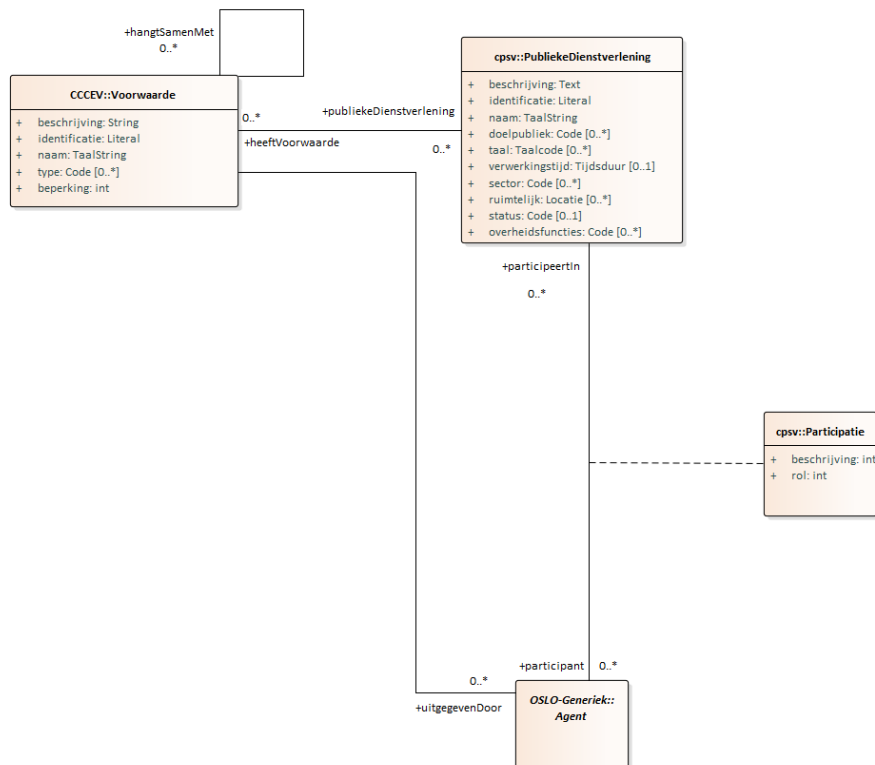 +hangtSamenMet
0..*
CCCEV::Voorwaarde
+ beschrijving: String
+ identificatie: Literal
+ naam: TaalString
+ type: Code [0..*]
+ beperking: int
0..*
+heeftVoorwaarde
+publiekeDienstverlening
0..*
cpsv::PubliekeDienstverlening
+ beschrijving: Text
+ identificatie: Literal
+ naam: TaalString
+ doelpubliek: Code [0..*]
+ taal: Taalcode [0..*]
+ verwerkingstijd: Tijdsduur [0..1]
+ sector: Code [0..*]
+ ruimtelijk: Locatie [0..*]
+ status: Code [0..1]
+ overheidsfuncties: Code [0..*]
+participeertIn
0..*
cpsv::Participatie
+ beschrijving: int
+ rol: int
+participant 0..*
0..*
+uitgegevenDoor
OSLO-Generiek::
Agent